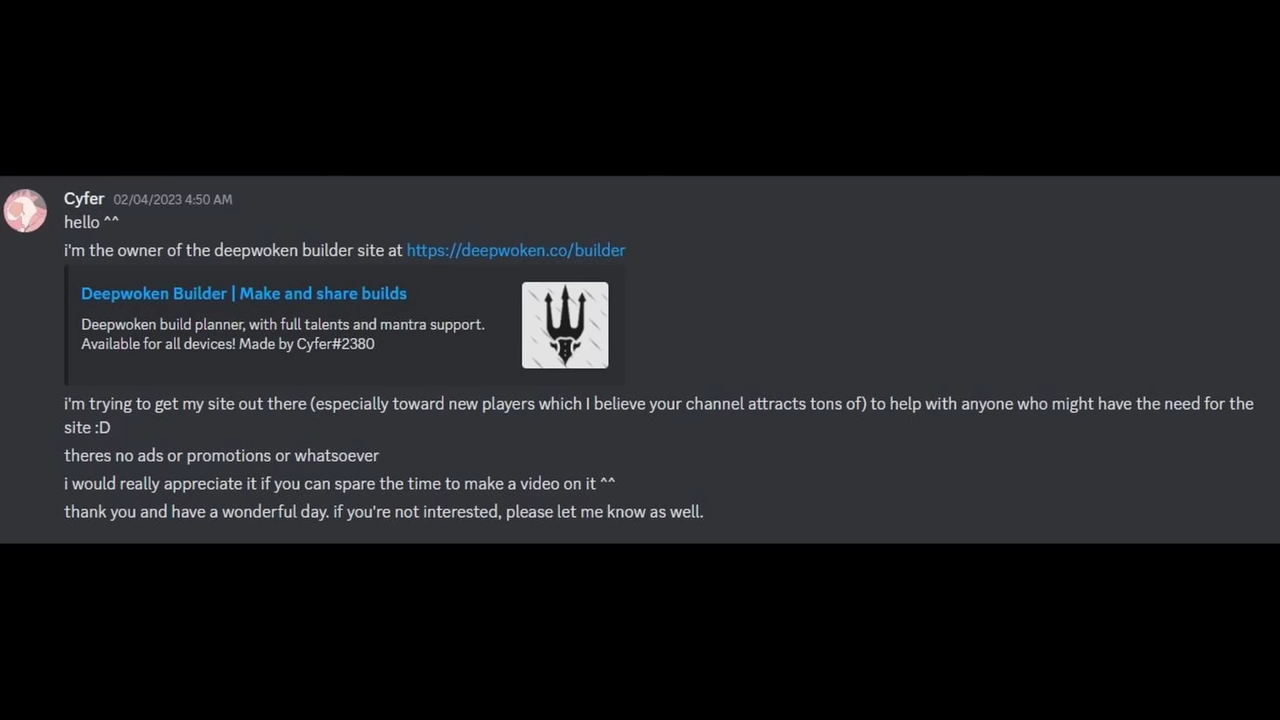 Cyfer 02/04/2023 4:50 AM
hello ^^
i'm the owner of the deepwoken builder site at https://deepwoken.co/builder
Deepwoken Builder | Make and share builds
Deepwoken build planner, with full talents and mantra support.
Available for all devices! Made by Cyfer#2380
i'm trying to get my site out there (especially toward new players which I believe your channel attracts tons of) to help with anyone who might have the need for the
site :D
theres no ads or promotions or whatsoever
i would really appreciate it if you can spare the time to make a video on it ^^
thank you and have a wonderful day. if you're not interested, please let me know as well.